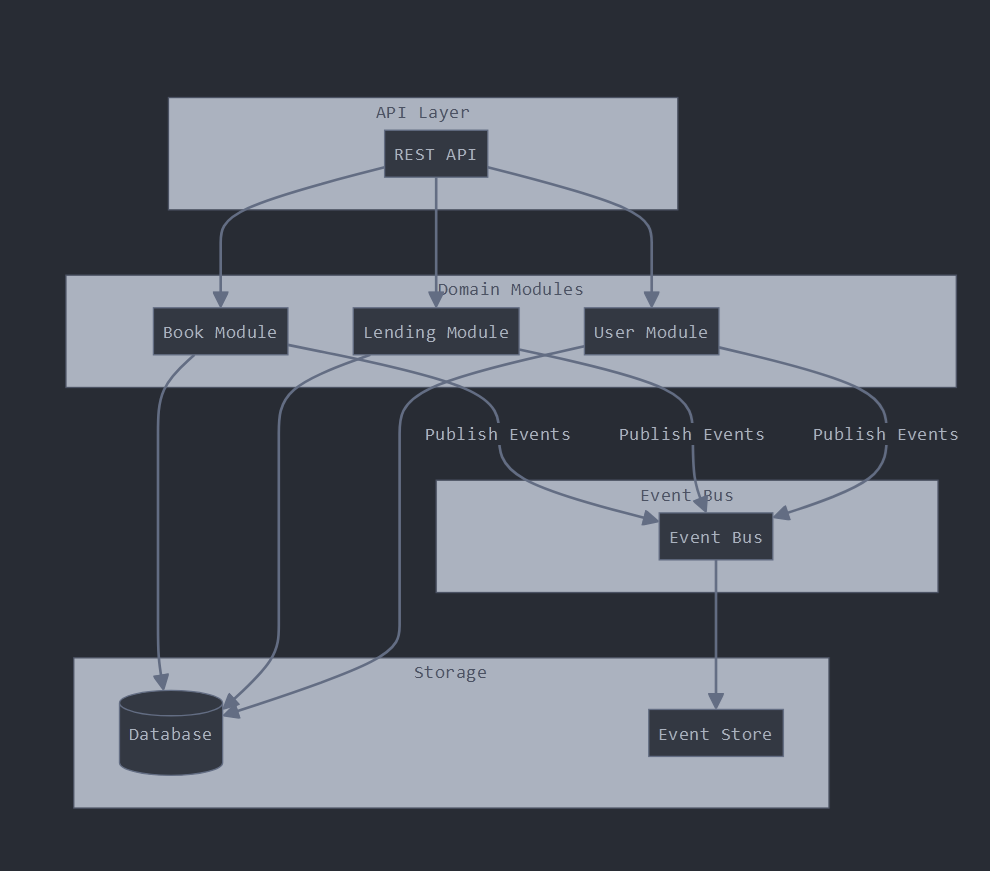 API Layer
REST API
Domain Modules
Book Module
Lending Module
User Module
Publish Events
Publish Events
Publish Events
Event Bus
Event Bus
Storage
Database
Event Store